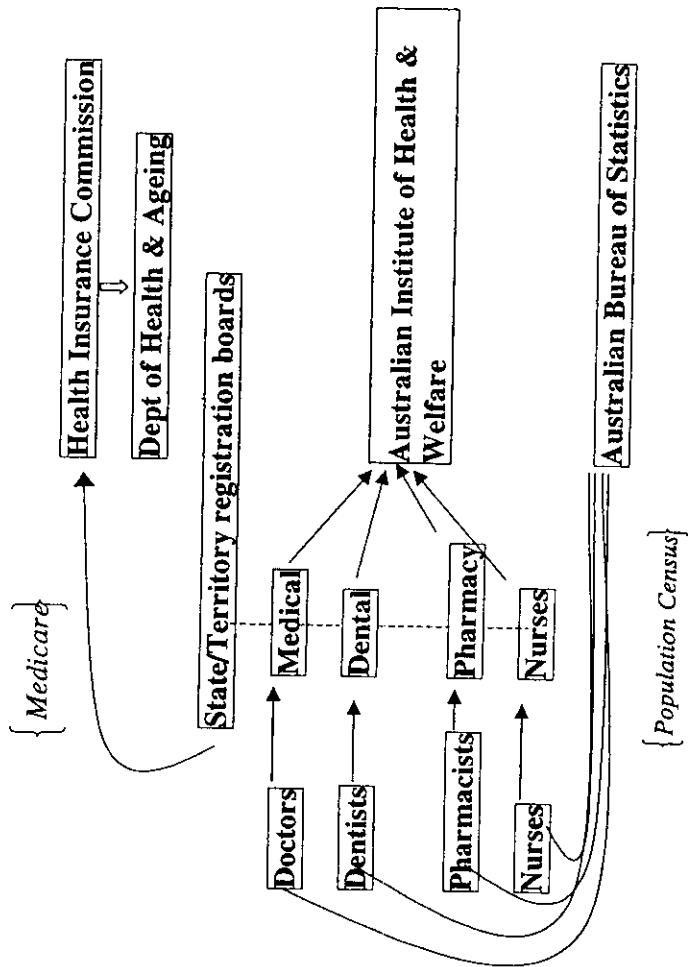 {Medicare}
Health Insurance Commission
Dept of Health & Ageing
State/Territory registration boards
Doctors
Medical
Dentists
Dental
Australian Institute of Health &
Welfare
Pharmacists
Pharmacy
Nurses
Nurses
Australian Bureau of Statistics
{Population Census}